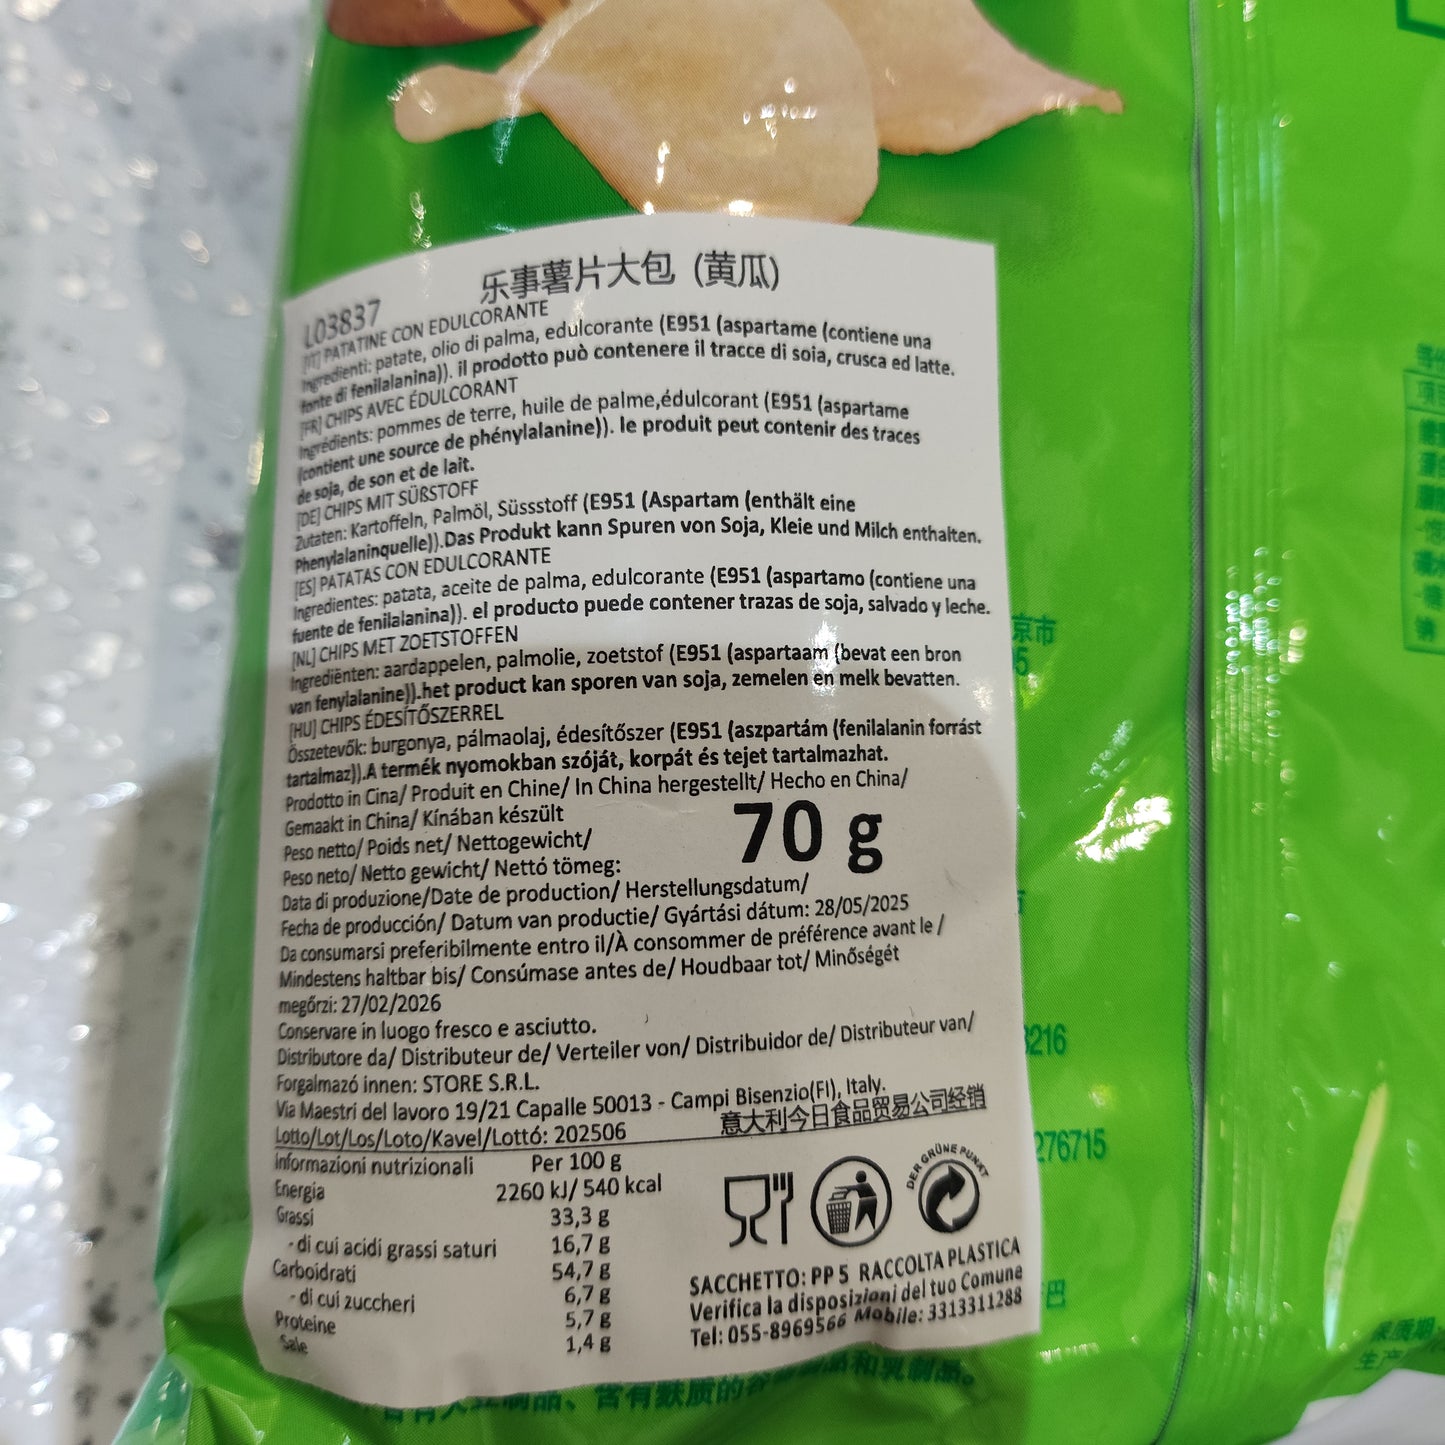 乐事薯片大包 (黄瓜)
L03837
[IT] PATATINE CON EDULCORANTE
Ingredienti: patate, olio di palma, edulcorante (E951 (aspartame (contiene una
fonte di fenilalanina)). il prodotto può contenere il tracce di soia, crusca ed latte.
[FR] CHIPS AVEC ÉDULCORANT
Ingrédients: pommes de terre, huile de palme,édulcorant (E951 (aspartame
(contient une source de phénylalanine)). le produit peut contenir des traces
de soja, de son et de lait.
[DE] CHIPS MIT SÜßSTOFF
Zutaten: Kartoffeln, Palmöl, Süssstoff (E951 (Aspartam (enthält eine
Phenylalaninquelle)).Das Produkt kann Spuren von Soja, Kleie und Milch enthalten.
[ES] PATATAS CON EDULCORANTE
Ingredientes: patata, aceite de palma, edulcorante (E951 (aspartamo (contiene una
fuente de fenilalanina)). el producto puede contener trazas de soja, salvado y leche.
[NL] CHIPS MET ZOETSTOFFEN
Ingrediënten: aardappelen, palmolie, zoetstof (E951 (aspartaam (bevat een bron
van fenylalanine)).het product kan sporen van soja, zemelen en melk bevatten.
[HU] CHIPS ÉDESÍTŐSZERREL
Összetevők: burgonya, pálmaolaj, édesítőszer (E951 (aszpartám (fenilalanin forrást
tartalmaz)).A termék nyomokban szóját, korpát és tejet tartalmazhat.
Prodotto in Cina/ Produit en Chine/ In China hergestellt/ Hecho en China/
Gemaakt in China/ Kínában készült
Peso netto/ Poids net/ Nettogewicht/
Peso neto/ Netto gewicht/ Nettó tömeg:
70 g
Data di produzione/Date de production/ Herstellungsdatum/
Fecha de producción/ Datum van productie/ Gyártási dátum: 28/05/2025
Da consumarsi preferibilmente entro il/À consommer de préférence avant le /
Mindestens haltbar bis/ Consúmase antes de/ Houdbaar tot/ Minőségét
megőrzi: 27/02/2026
Conservare in luogo fresco e asciutto.
Distributore da/ Distributeur de/ Verteiler von/ Distribuidor de/ Distributeur van/
Forgalmazó innen: STORE S.R.L.
Via Maestri del lavoro 19/21 Capalle 50013 - Campi Bisenzio(FI), Italy.
意大利今日食品贸易公司经销
Lotto/Lot/Los/Loto/Kavel/Lottó: 202506
informazioni nutrizionali Per 100 g
Energia 2260 kJ/ 540 kcal
Grassi 33,3 g
- di cui acidi grassi saturi 16,7 g
Carboidrati 54,7 g
- di cui zuccheri 6,7 g
Proteine 5,7 g
Sale 1,4 g
DER GRÜNE PUNKT
SACCHETTO: PP 5 RACCOLTA PLASTICA
Verifica la disposizioni del tuo Comune
Tel: 055-8969566 Mobile: 3313311288
京市
3216
276715
巴
和乳制品。
保质期
生产